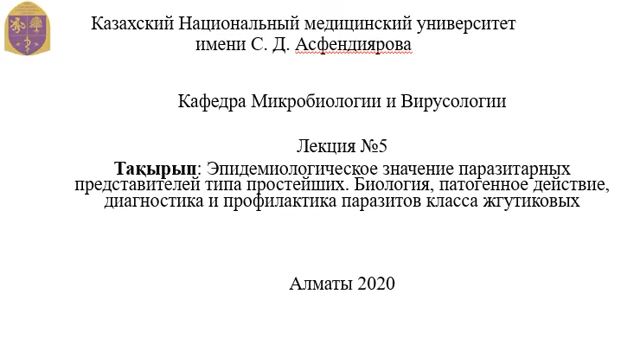 Казахский Национальный медицинский университет
имени С. Д. Асфендиярова
Кафедра Микробиологии и Вирусологии
Лекция №5
Тақырып: Эпидемиологическое значение паразитарных
представителей типа простейших. Биология, патогенное действие,
диагностика и профилактика паразитов класса жгутиковых
Алматы 2020